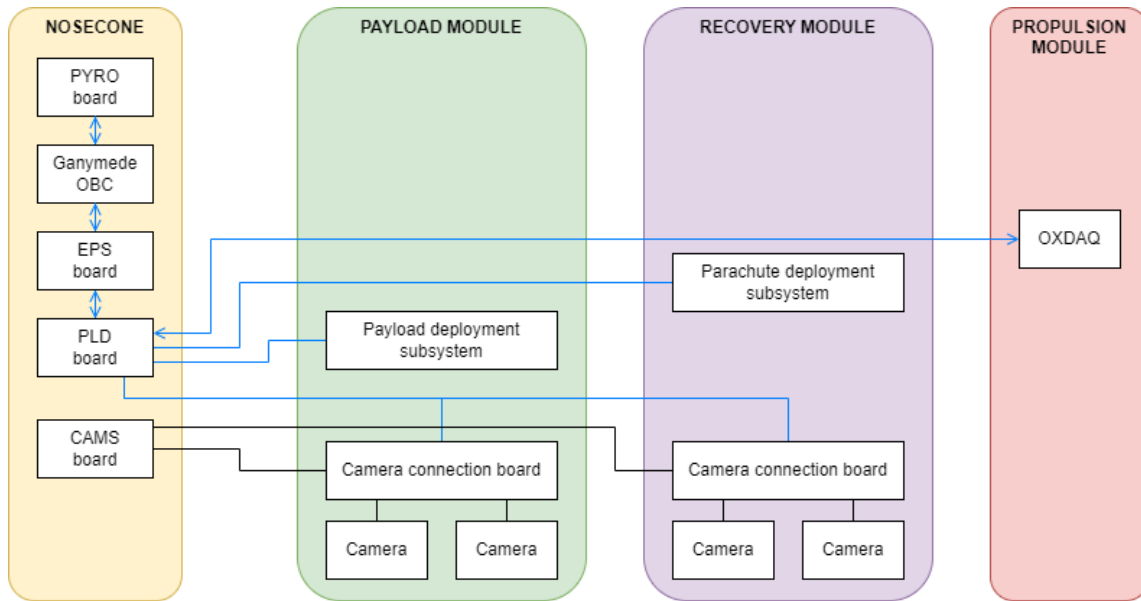 NOSECONE
PYRO
board
Ganymede
OBC
EPS
board
PLD
board
CAMS
board
PAYLOAD MODULE
Payload deployment
subsystem
Camera connection board
Camera
Camera
RECOVERY MODULE
Parachute deployment
subsystem
Camera connection board
Camera
Camera
PROPULSION
MODULE
OXDAQ